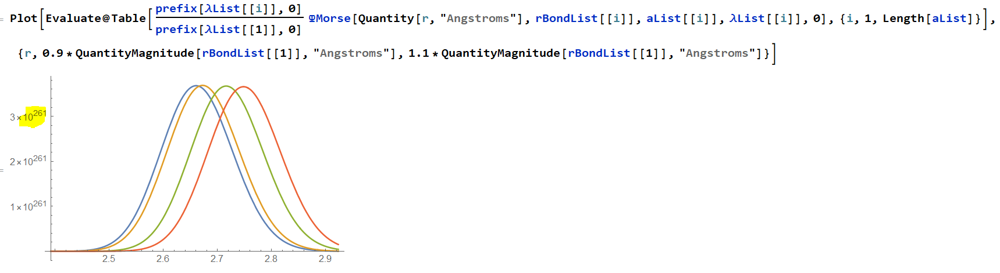 = Plot[Evaluate@Table[prefix[λList[[i]], 0]/prefix[λList[[1]], 0] ΨMorse[Quantity[r, "Angstroms"], rBondList[[i]], aList[[i]], λList[[i]], 0], {i, 1, Length[aList]}],
{r, 0.9 * QuantityMagnitude[rBondList[[1]], "Angstroms"], 1.1 * QuantityMagnitude[rBondList[[1]], "Angstroms"]}]
3×10^261
2×10^261
=
1×10^261
2.5 2.6 2.7 2.8 2.9